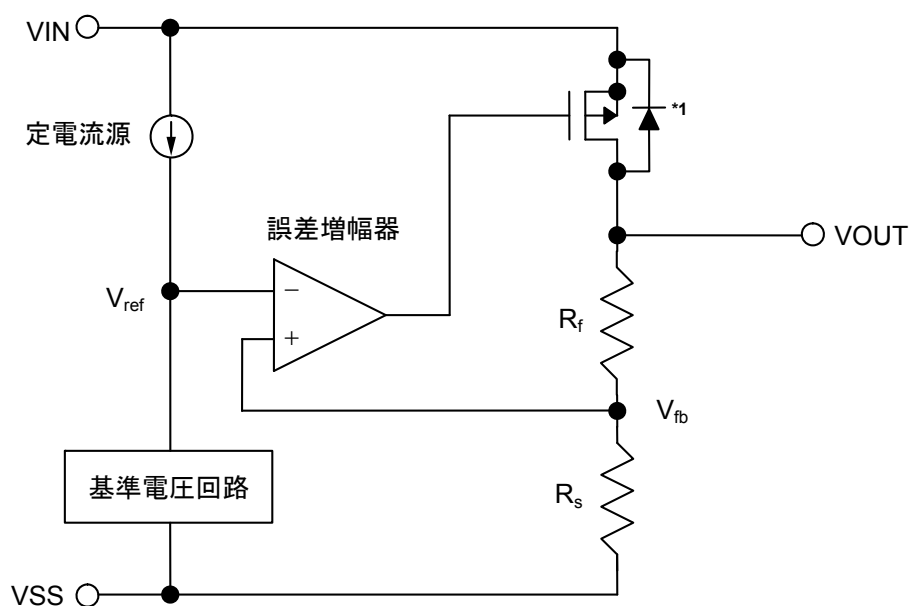 VIN
*1
定電流源
誤差増幅器
VOUT
Vref
−
+
Rf
Vfb
基準電圧回路
Rs
VSS